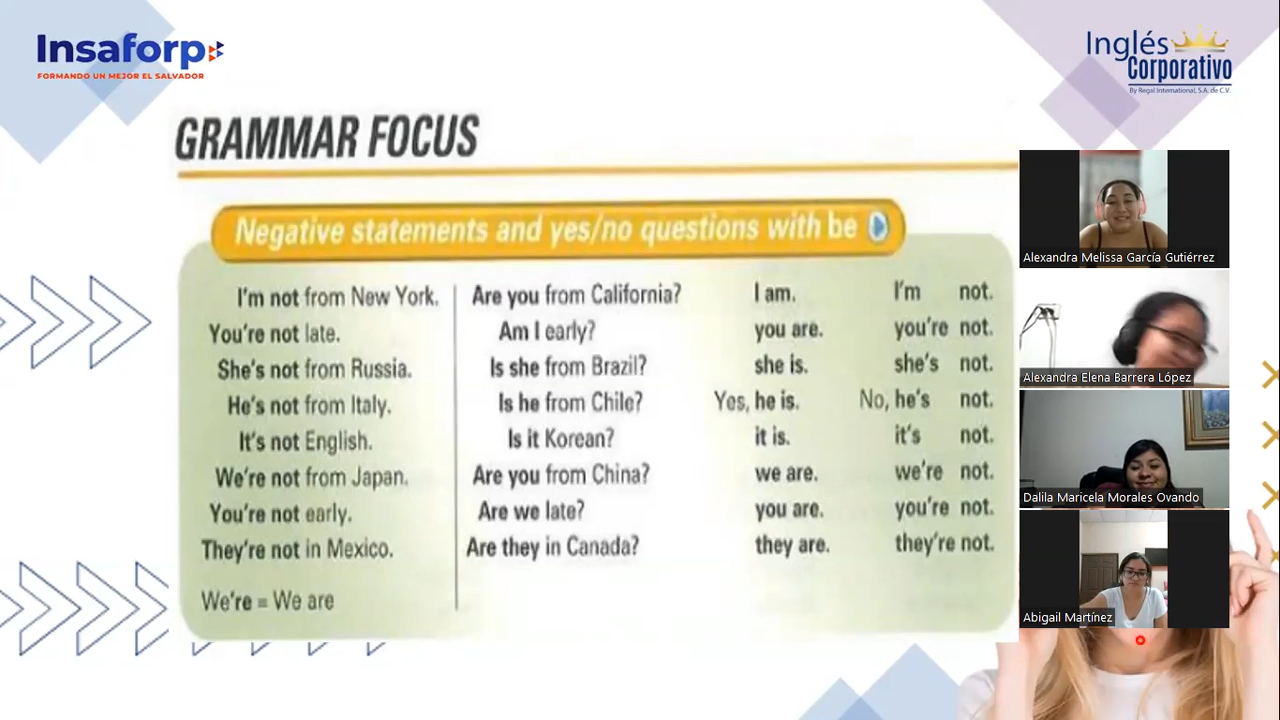 Insaforp
FORMANDO UN MEJOR EL SALVADOR
Inglés
Corporativo
By Regal International, S.A. de C.V.
GRAMMAR FOCUS
Negative statements and yes/no questions with be
I'm not from New York. Are you from California? I am. I'm not.
You're not late. Am I early? you are. you're not.
She's not from Russia. Is she from Brazil? she is. she's not.
He's not from Italy. Is he from Chile? Yes, he is. No, he's not.
It's not English. Is it Korean? it is. it's not.
We're not from Japan. Are you from China? we are. we're not.
You're not early. Are we late? you are. you're not.
They're not in Mexico. Are they in Canada? they are. they're not.
We're = We are
Alexandra Melissa García Gutiérrez
Alexandra Elena Barrera López
Dalila Maricela Morales Ovando
Abigail Martínez